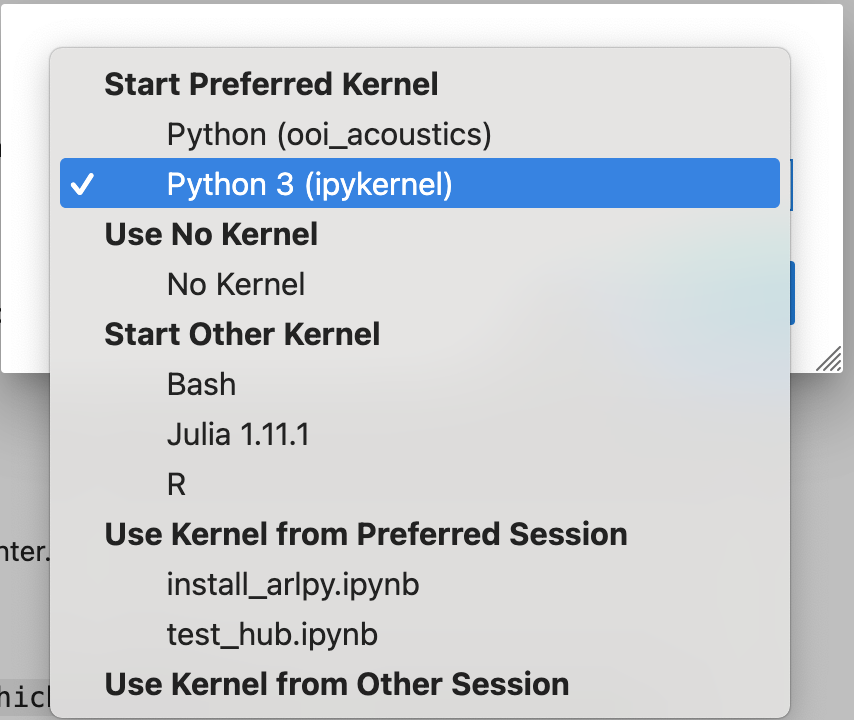 Start Preferred Kernel
Python (ooi_acoustics)
Python 3 (ipykernel)
Use No Kernel
No Kernel
Start Other Kernel
Bash
Julia 1.11.1
R
Use Kernel from Preferred Session
nter.
install_arlpy.ipynb
test_hub.ipynb
Use Kernel from Other Session